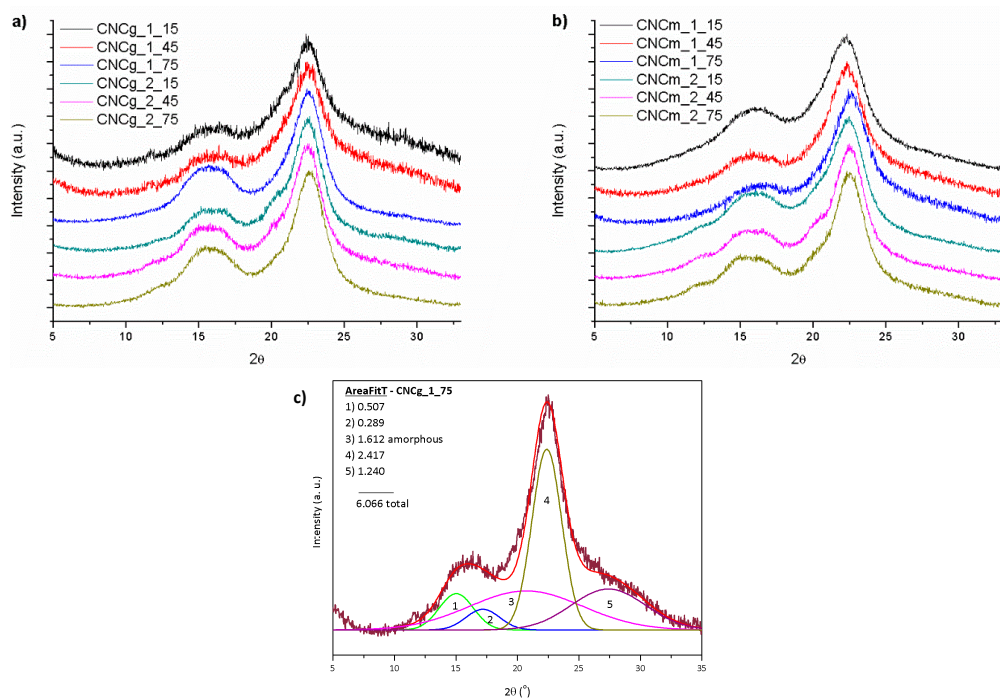 a)
CNCg_1_15
CNCg_1_45
CNCg_1_75
CNCg_2_15
CNCg_2_45
CNCg_2_75
Intensity (a.u.)
5 10 15 20 25 30
2θ
b)
CNCm_1_15
CNCm_1_45
CNCm_1_75
CNCm_2_15
CNCm_2_45
CNCm_2_75
Intensity (a.u.)
5 10 15 20 25 30
2θ
c)
AreaFitT - CNCg_1_75
1) 0.507
2) 0.289
3) 1.612 amorphous
4) 2.417
5) 1.240
6.066 total
Intensity (a. u.)
1
2
3
4
5
5 10 15 20 25 30 35
2θ (°)